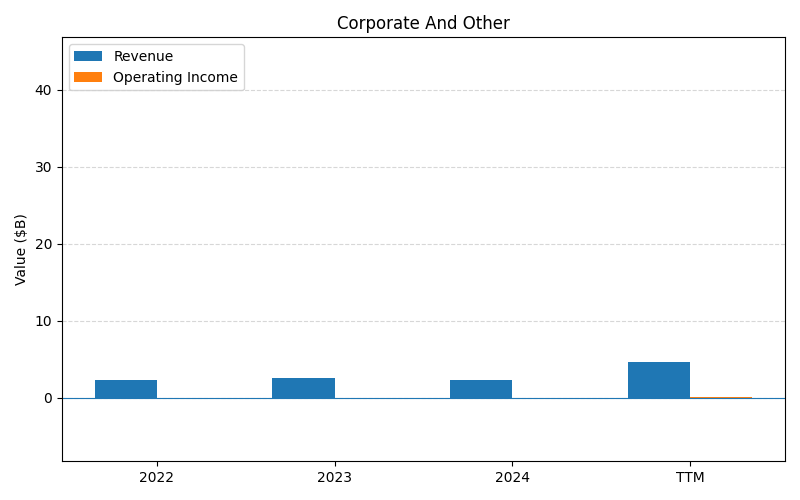 Corporate And Other
Revenue
Operating Income
Value ($B)
40
30
20
10
0
2022
2023
2024
TTM